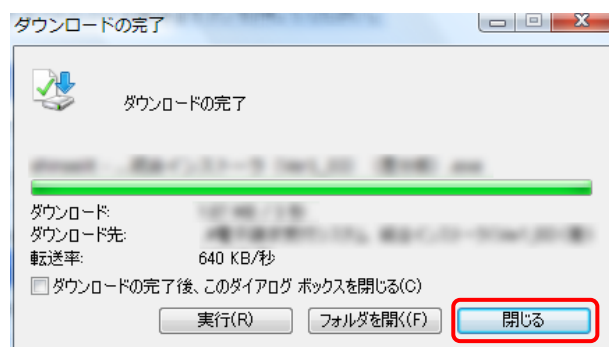 ダウンロードの完了
ダウンロードの完了
ダウンロード:
ダウンロード先:
転送率: 640 KB/秒
ダウンロードの完了後、このダイアログ ボックスを閉じる(C)
実行(R) フォルダを開く(F) 閉じる